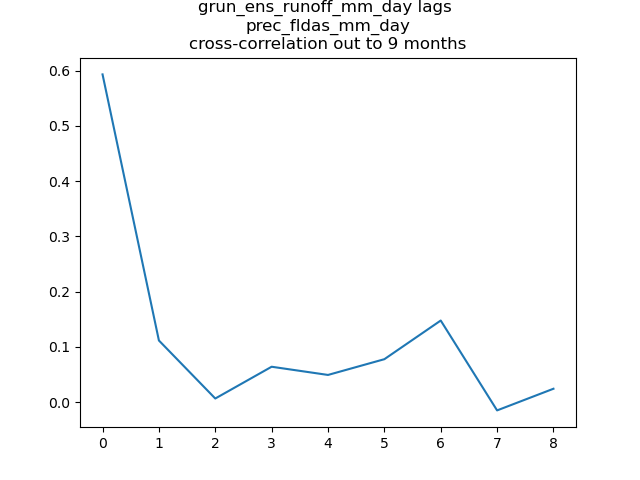 grun_ens_runoff_mm_day lags
prec_fldas_mm_day
cross-correlation out to 9 months
0.6
0.5
0.4
0.3
0.2
0.1
0.0
0 1 2 3 4 5 6 7 8